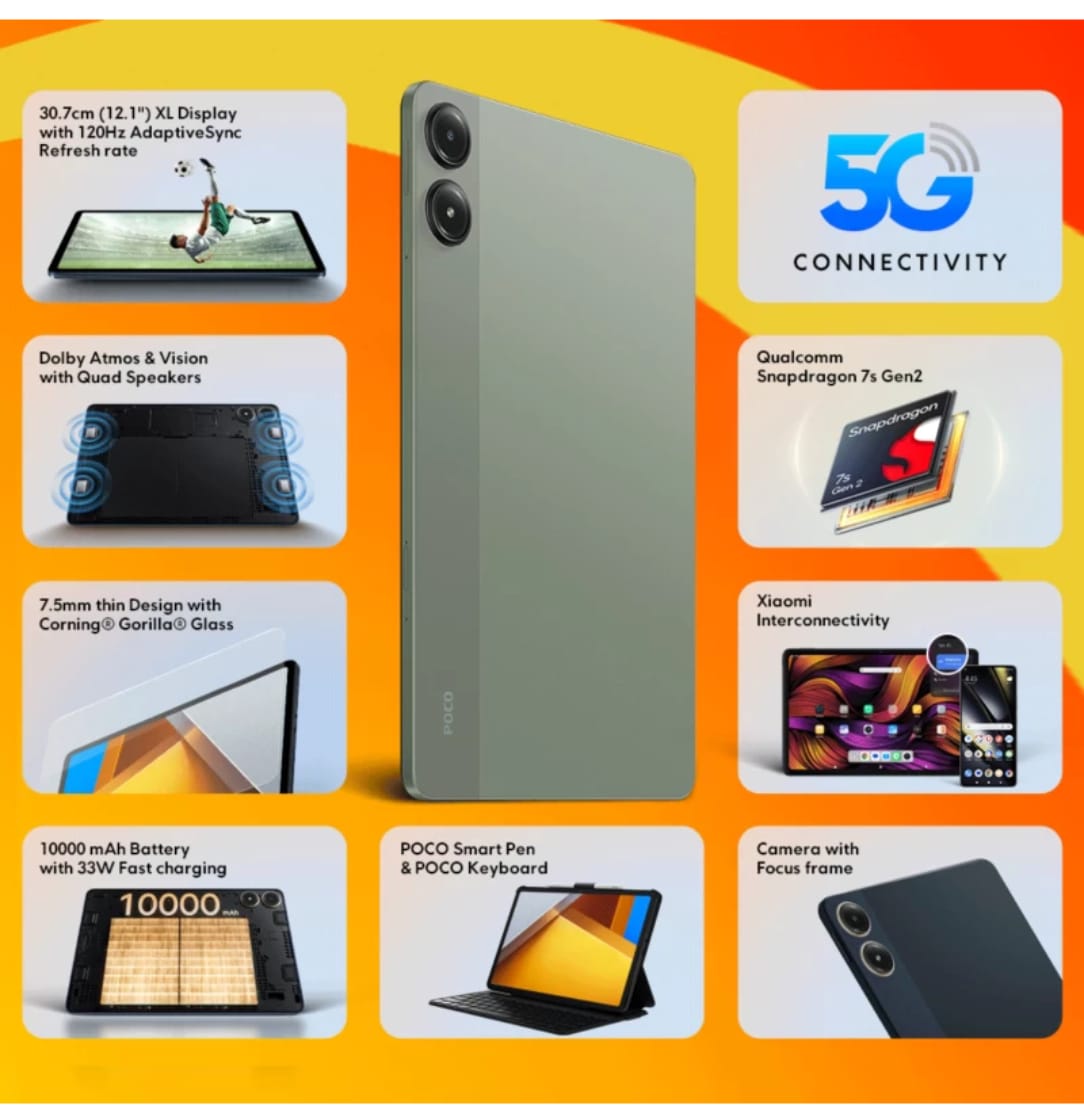 30.7cm (12.1") XL Display
with 120Hz AdaptiveSync
Refresh rate
5G
CONNECTIVITY
Dolby Atmos & Vision
with Quad Speakers
Qualcomm
Snapdragon 7s Gen2
Snapdragon
7s
Gen 2
7.5mm thin Design with
Corning® Gorilla® Glass
POCO
Xiaomi
Interconnectivity
8:45
10000 mAh Battery
with 33W Fast charging
10000 mAh
POCO Smart Pen
& POCO Keyboard
Camera with
Focus frame